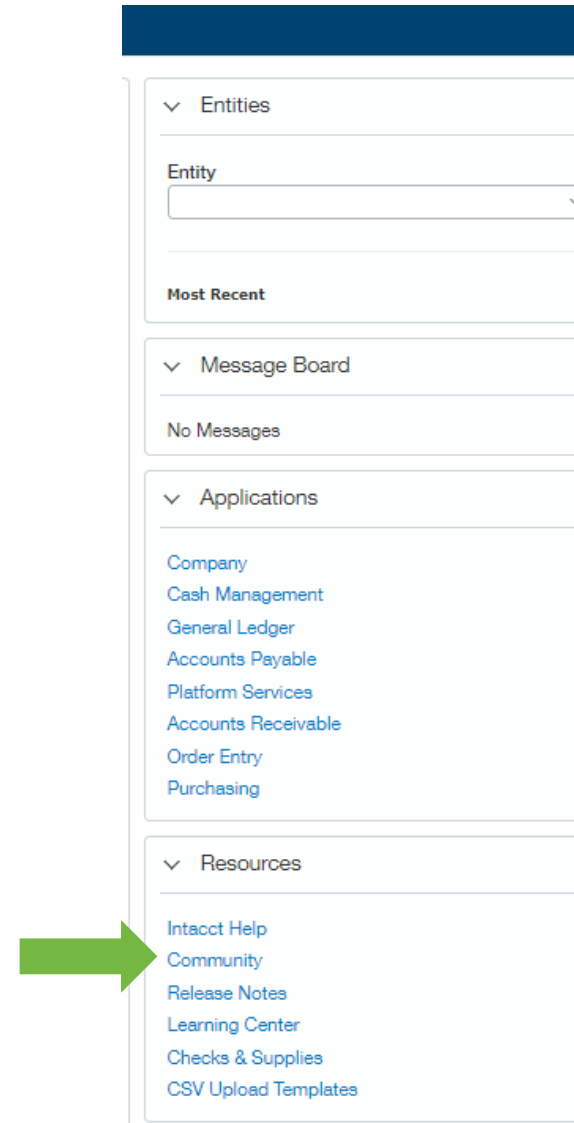 Entities
Entity
Most Recent
Message Board
No Messages
Applications
Company
Cash Management
General Ledger
Accounts Payable
Platform Services
Accounts Receivable
Order Entry
Purchasing
Resources
Intacct Help
Community
Release Notes
Learning Center
Checks & Supplies
CSV Upload Templates